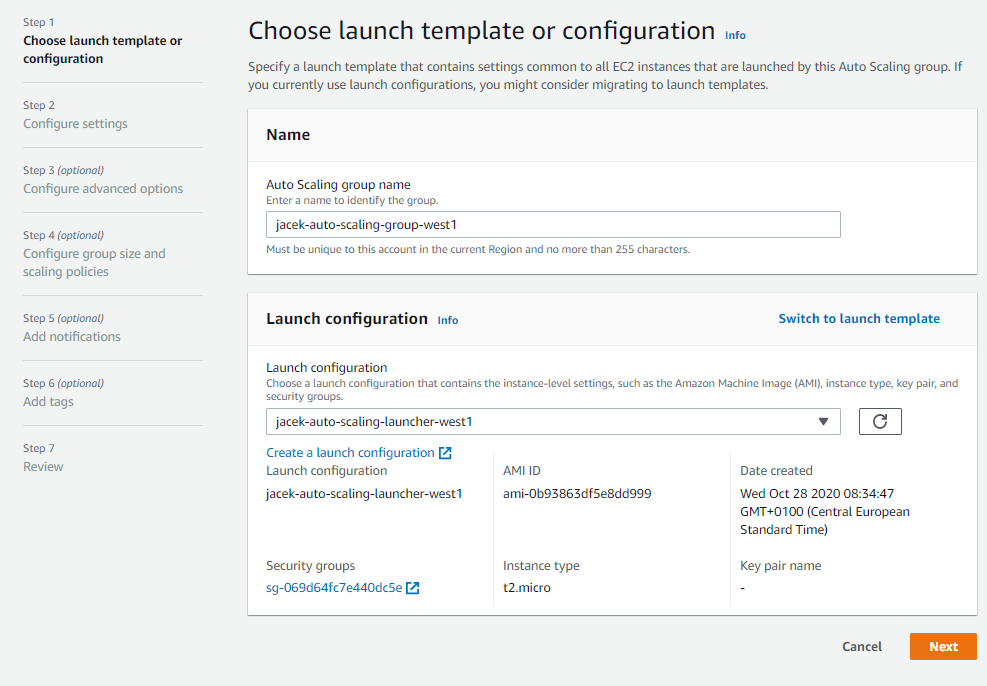 Step 1
Choose launch template or
configuration
Step 2
Configure settings
Step 3 (optional)
Configure advanced options
Step 4 (optional)
Configure group size and
scaling policies
Step 5 (optional)
Add notifications
Step 6 (optional)
Add tags
Step 7
Review
Choose launch template or configuration Info
Specify a launch template that contains settings common to all EC2 instances that are launched by this Auto Scaling group. If
you currently use launch configurations, you might consider migrating to launch templates.
Name
Auto Scaling group name
Enter a name to identify the group.
jacek-auto-scaling-group-west1
Must be unique to this account in the current Region and no more than 255 characters.
Launch configuration Info
Switch to launch template
Launch configuration
Choose a launch configuration that contains the instance-level settings, such as the Amazon Machine Image (AMI), instance type, key pair, and
security groups.
jacek-auto-scaling-launcher-west1
Create a launch configuration
Launch configuration
jacek-auto-scaling-launcher-west1
AMI ID
ami-0b93863df5e8dd999
Date created
Wed Oct 28 2020 08:34:47
GMT+0100 (Central European
Standard Time)
Security groups
sg-069d64fc7e440dc5e
Instance type
t2.micro
Key pair name
-
Cancel
Next